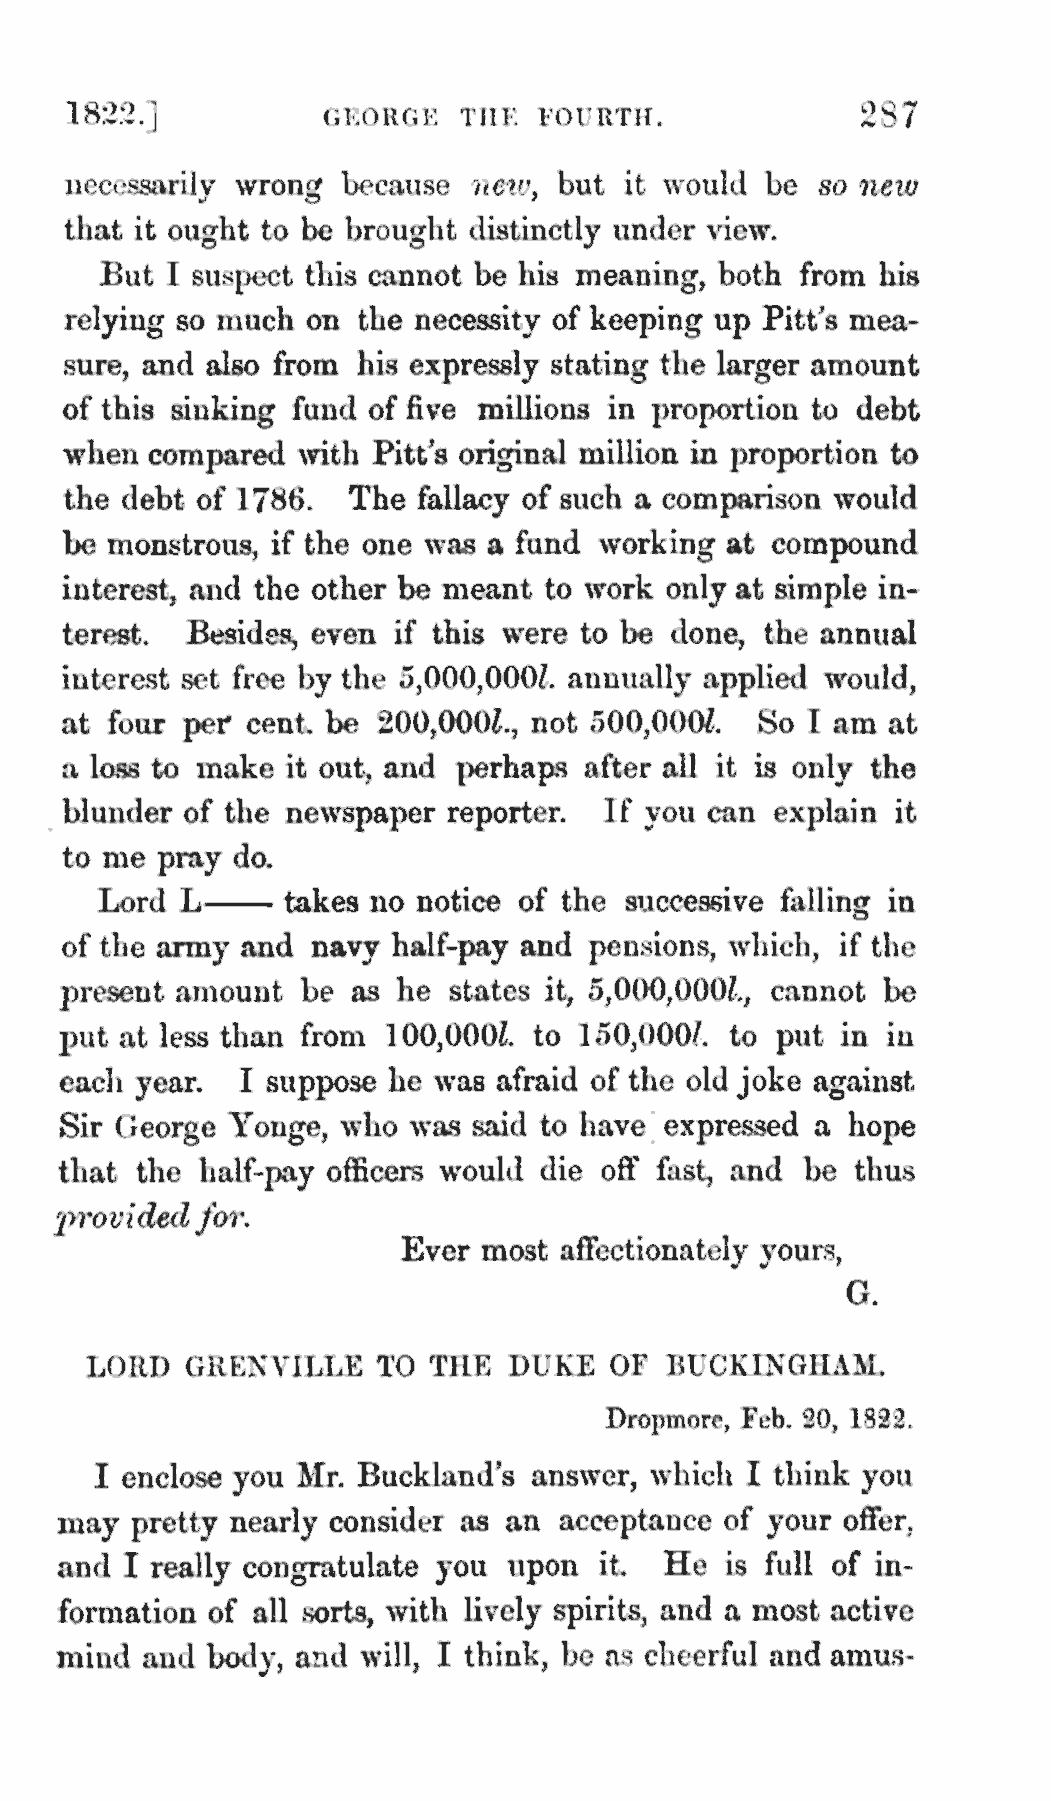 1822.] GEORGE THE FOURTH. 287
necessarily wrong because new, but it would be so new
that it ought to be brought distinctly under view.
But I suspect this cannot be his meaning, both from his
relying so much on the necessity of keeping up Pitt's mea-
sure, and also from his expressly stating the larger amount
of this sinking fund of five millions in proportion to debt
when compared with Pitt's original million in proportion to
the debt of 1786. The fallacy of such a comparison would
be monstrous, if the one was a fund working at compound
interest, and the other be meant to work only at simple in-
terest. Besides, even if this were to be done, the annual
interest set free by the 5,000,000l. annually applied would,
at four per cent. be 200,000l., not 500,000l. So I am at
a loss to make it out, and perhaps after all it is only the
blunder of the newspaper reporter. If you can explain it
to me pray do.
Lord L—— takes no notice of the successive falling in
of the army and navy half-pay and pensions, which, if the
present amount be as he states it, 5,000,000l., cannot be
put at less than from 100,000l. to 150,000l. to put in in
each year. I suppose he was afraid of the old joke against
Sir George Yonge, who was said to have expressed a hope
that the half-pay officers would die off fast, and be thus
provided for.
Ever most affectionately yours,
G.
LORD GRENVILLE TO THE DUKE OF BUCKINGHAM.
Dropmore, Feb. 20, 1822.
I enclose you Mr. Buckland's answer, which I think you
may pretty nearly consider as an acceptance of your offer,
and I really congratulate you upon it. He is full of in-
formation of all sorts, with lively spirits, and a most active
mind and body, and will, I think, be as cheerful and amus-